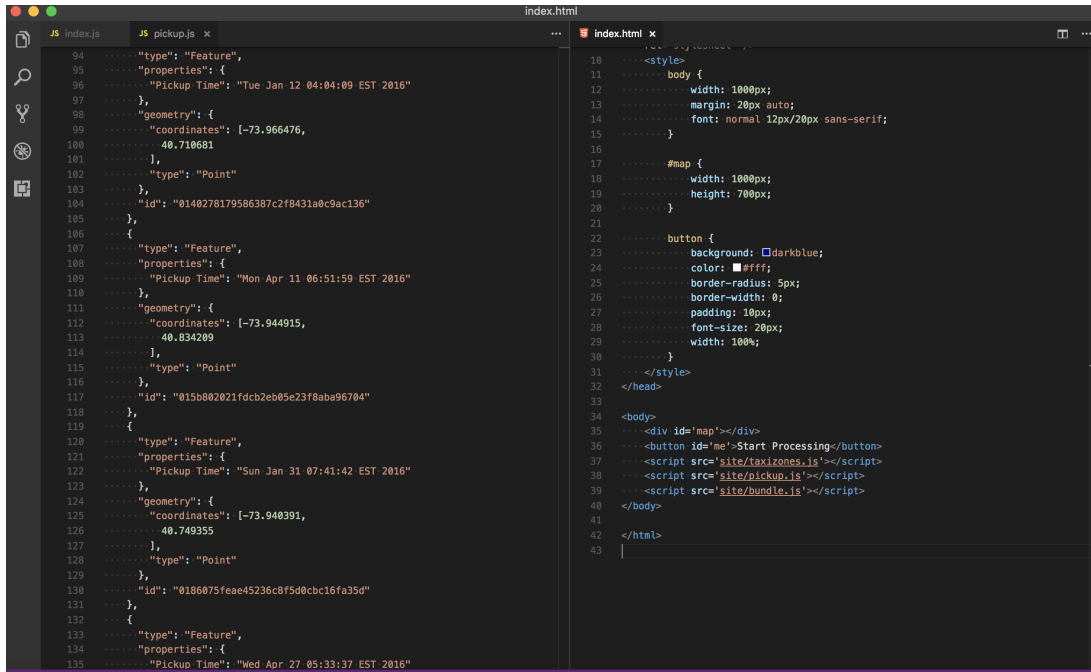 index.html
JS index.js
JS pickup.js ×
···
94 "type": "Feature",
95 "properties": {
96 "Pickup Time": "Tue Jan 12 04:04:09 EST 2016"
97 },
98 "geometry": {
99 "coordinates": [-73.966476,
100 40.710681
101 ],
102 "type": "Point"
103 },
104 "id": "0140278179586387c2f8431a0c9ac136"
105 },
106 {
107 "type": "Feature",
108 "properties": {
109 "Pickup Time": "Mon Apr 11 06:51:59 EST 2016"
110 },
111 "geometry": {
112 "coordinates": [-73.944915,
113 40.834209
114 ],
115 "type": "Point"
116 },
117 "id": "015b802021fdcb2eb05e23f8aba96704"
118 },
119 {
120 "type": "Feature",
121 "properties": {
122 "Pickup Time": "Sun Jan 31 07:41:42 EST 2016"
123 },
124 "geometry": {
125 "coordinates": [-73.940391,
126 40.749355
127 ],
128 "type": "Point"
129 },
130 "id": "0186075feae45236c8f5d0cbc16fa35d"
131 },
132 {
133 "type": "Feature",
134 "properties": {
135 "Pickup Time": "Wed Apr 27 05:33:37 EST 2016"
index.html ×
···
10 <style>
11 body {
12 width: 1000px;
13 margin: 20px auto;
14 font: normal 12px/20px sans-serif;
15 }
16
17 #map {
18 width: 1000px;
19 height: 700px;
20 }
21
22 button {
23 background: darkblue;
24 color: #fff;
25 border-radius: 5px;
26 border-width: 0;
27 padding: 10px;
28 font-size: 20px;
29 width: 100%;
30 }
31 </style>
32 </head>
33
34 <body>
35 <div id='map'></div>
36 <button id='me'>Start Processing</button>
37 <script src='site/taxizones.js'></script>
38 <script src='site/pickup.js'></script>
39 <script src='site/bundle.js'></script>
40 </body>
41
42 </html>
43